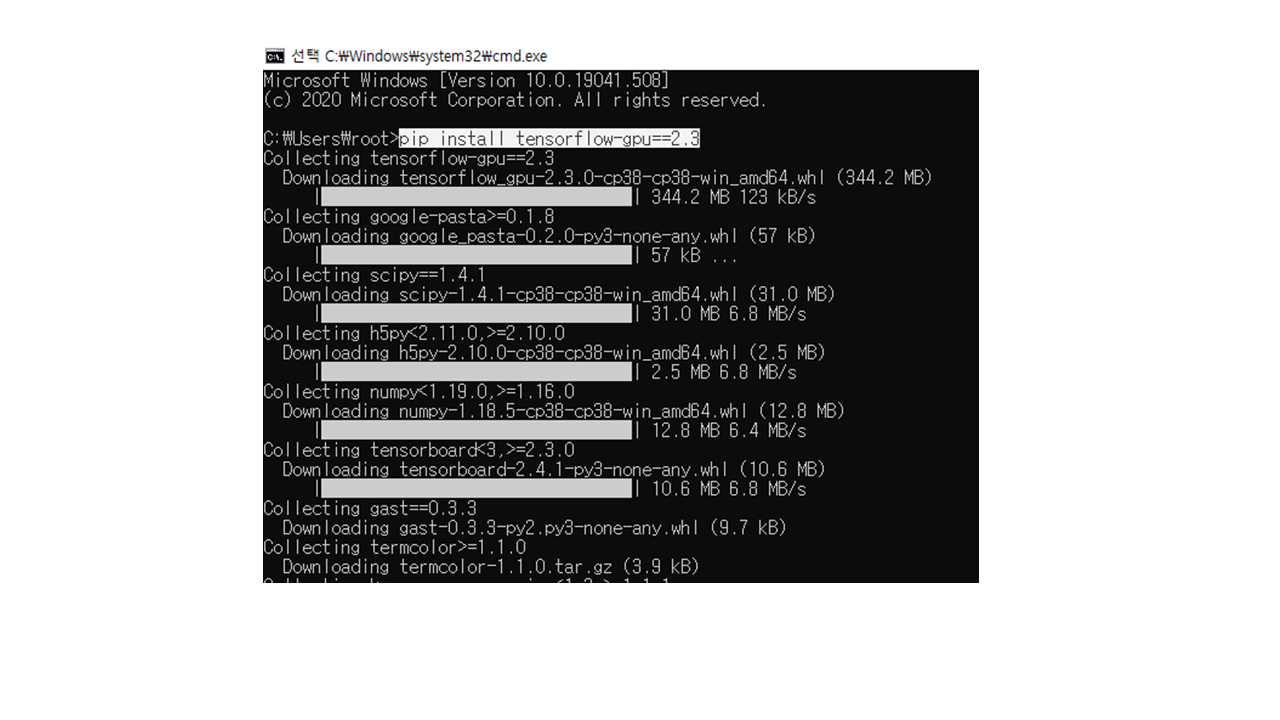 선택 C:₩Windows₩system32₩cmd.exe
Microsoft Windows [Version 10.0.19041.508]
(c) 2020 Microsoft Corporation. All rights reserved.
C:₩Users₩root>pip install tensorflow-gpu==2.3
Collecting tensorflow-gpu==2.3
Downloading tensorflow_gpu-2.3.0-cp38-cp38-win_amd64.whl (344.2 MB)
| | 344.2 MB 123 kB/s
Collecting google-pasta>=0.1.8
Downloading google_pasta-0.2.0-py3-none-any.whl (57 kB)
| | 57 kB ...
Collecting scipy==1.4.1
Downloading scipy-1.4.1-cp38-cp38-win_amd64.whl (31.0 MB)
| | 31.0 MB 6.8 MB/s
Collecting h5py<2.11.0,>=2.10.0
Downloading h5py-2.10.0-cp38-cp38-win_amd64.whl (2.5 MB)
| | 2.5 MB 6.8 MB/s
Collecting numpy<1.19.0,>=1.16.0
Downloading numpy-1.18.5-cp38-cp38-win_amd64.whl (12.8 MB)
| | 12.8 MB 6.4 MB/s
Collecting tensorboard<3,>=2.3.0
Downloading tensorboard-2.4.1-py3-none-any.whl (10.6 MB)
| | 10.6 MB 6.8 MB/s
Collecting gast==0.3.3
Downloading gast-0.3.3-py2.py3-none-any.whl (9.7 kB)
Collecting termcolor>=1.1.0
Downloading termcolor-1.1.0.tar.gz (3.9 kB)